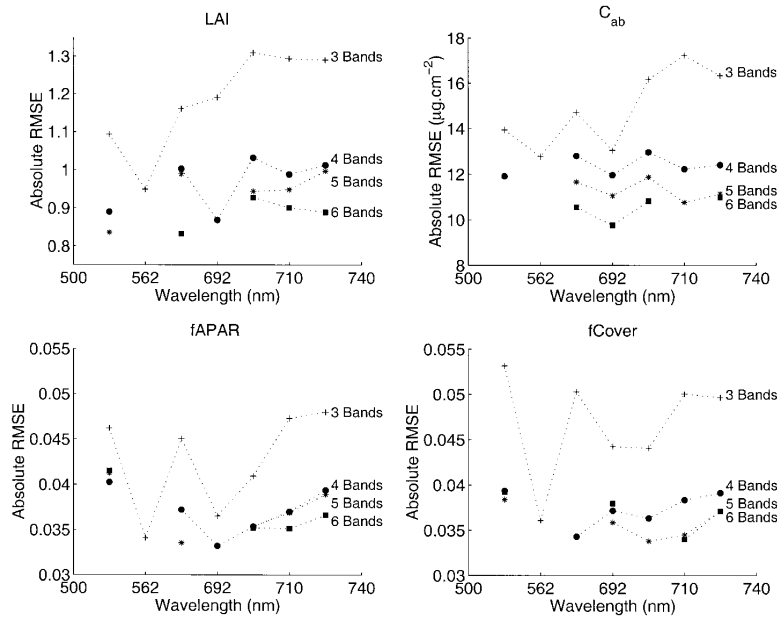 LAI
Absolute RMSE
1.3
1.2
1.1
1
0.9
0.8
500 562 692 710 740
Wavelength (nm)
3 Bands
4 Bands
5 Bands
6 Bands
C_ab
Absolute RMSE (µg.cm⁻²)
18
16
14
12
10
8
500 562 692 710 740
Wavelength (nm)
3 Bands
4 Bands
5 Bands
6 Bands
fAPAR
Absolute RMSE
0.055
0.05
0.045
0.04
0.035
0.03
500 562 692 710 740
Wavelength (nm)
3 Bands
4 Bands
5 Bands
6 Bands
fCover
Absolute RMSE
0.055
0.05
0.045
0.04
0.035
0.03
500 562 692 710 740
Wavelength (nm)
3 Bands
4 Bands
5 Bands
6 Bands